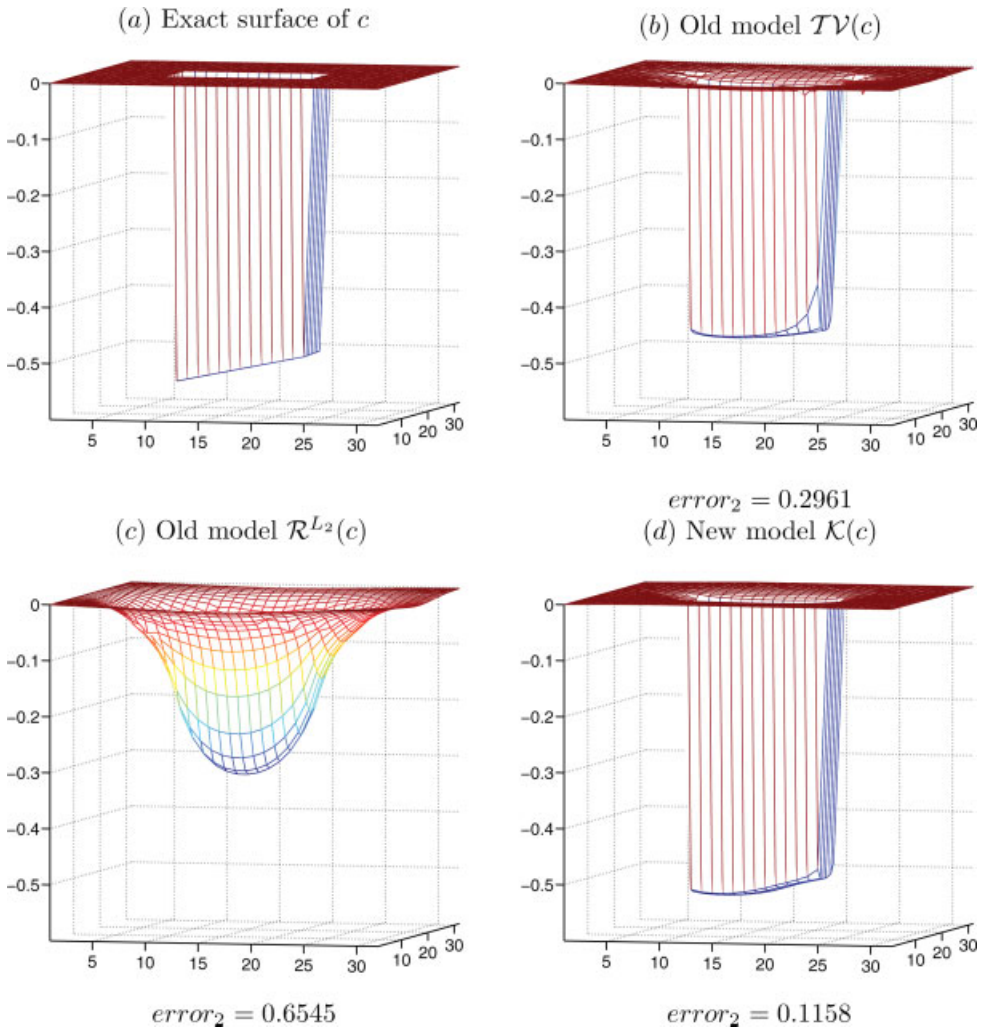 (a) Exact surface of c
0
−0.1
−0.2
−0.3
−0.4
−0.5
5 10 15 20 25 30
10 20 30
(b) Old model TV(c)
0
−0.1
−0.2
−0.3
−0.4
−0.5
5 10 15 20 25 30
10 20 30
error₂ = 0.2961
(c) Old model R^{L₂}(c)
0
−0.1
−0.2
−0.3
−0.4
−0.5
5 10 15 20 25 30
10 20 30
error₂ = 0.6545
(d) New model K(c)
0
−0.1
−0.2
−0.3
−0.4
−0.5
5 10 15 20 25 30
10 20 30
error₂ = 0.1158